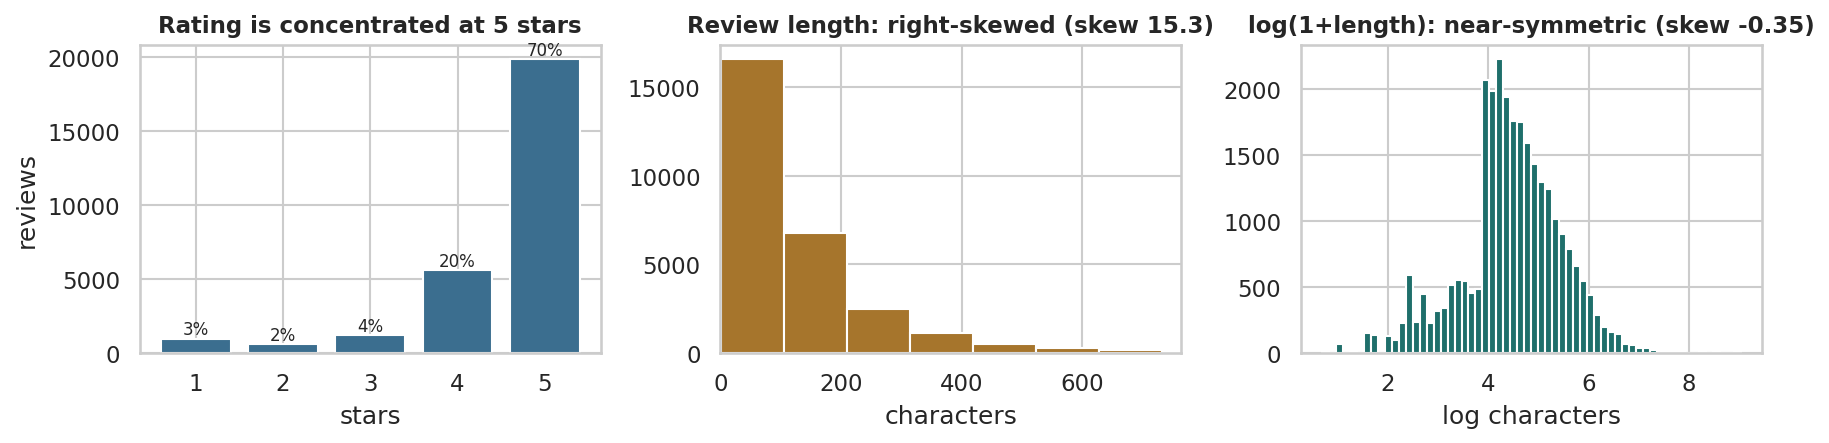 Rating is concentrated at 5 stars
reviews
20000
15000
10000
5000
0
3%
2%
4%
20%
70%
1 2 3 4 5
stars
Review length: right-skewed (skew 15.3)
15000
10000
5000
0
0 200 400 600
characters
log(1+length): near-symmetric (skew -0.35)
2000
1500
1000
500
0
2 4 6 8
log characters